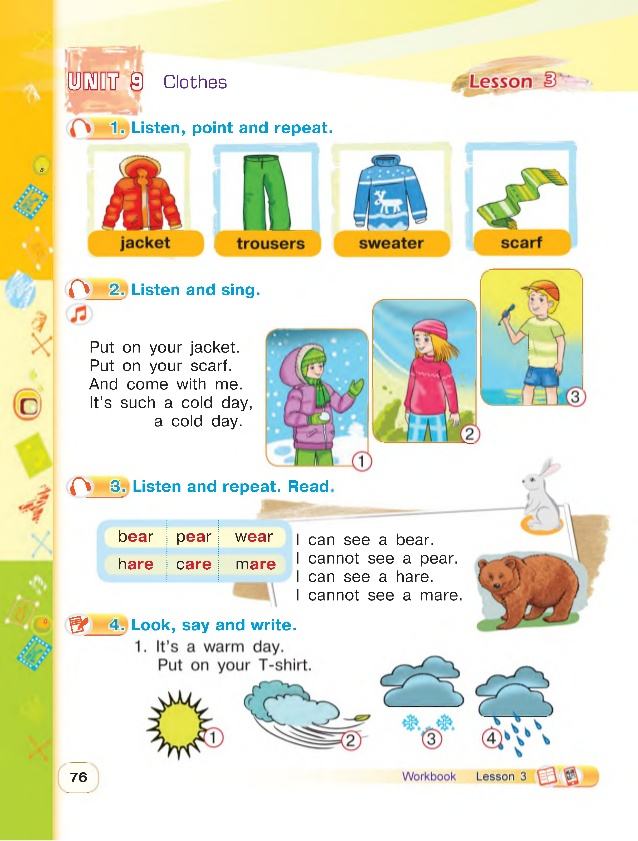 UNIT 9 Clothes
Lesson 3
1. Listen, point and repeat.
jacket trousers sweater scarf
2. Listen and sing.
Put on your jacket.
Put on your scarf.
And come with me.
It's such a cold day,
a cold day.
1
2
3
3. Listen and repeat. Read.
bear pear wear
hare care mare
I can see a bear.
I cannot see a pear.
I can see a hare.
I cannot see a mare.
4. Look, say and write.
1. It's a warm day.
Put on your T-shirt.
1 2 3 4
76
Workbook Lesson 3